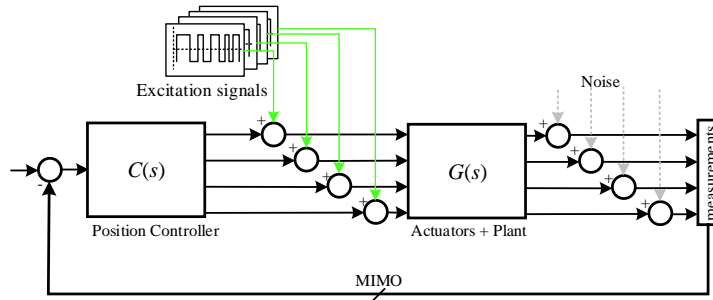 Excitation signals
Noise
+
+
+
+
+
+
+
+
-
C(s)
G(s)
measurements
Position Controller
Actuators + Plant
MIMO